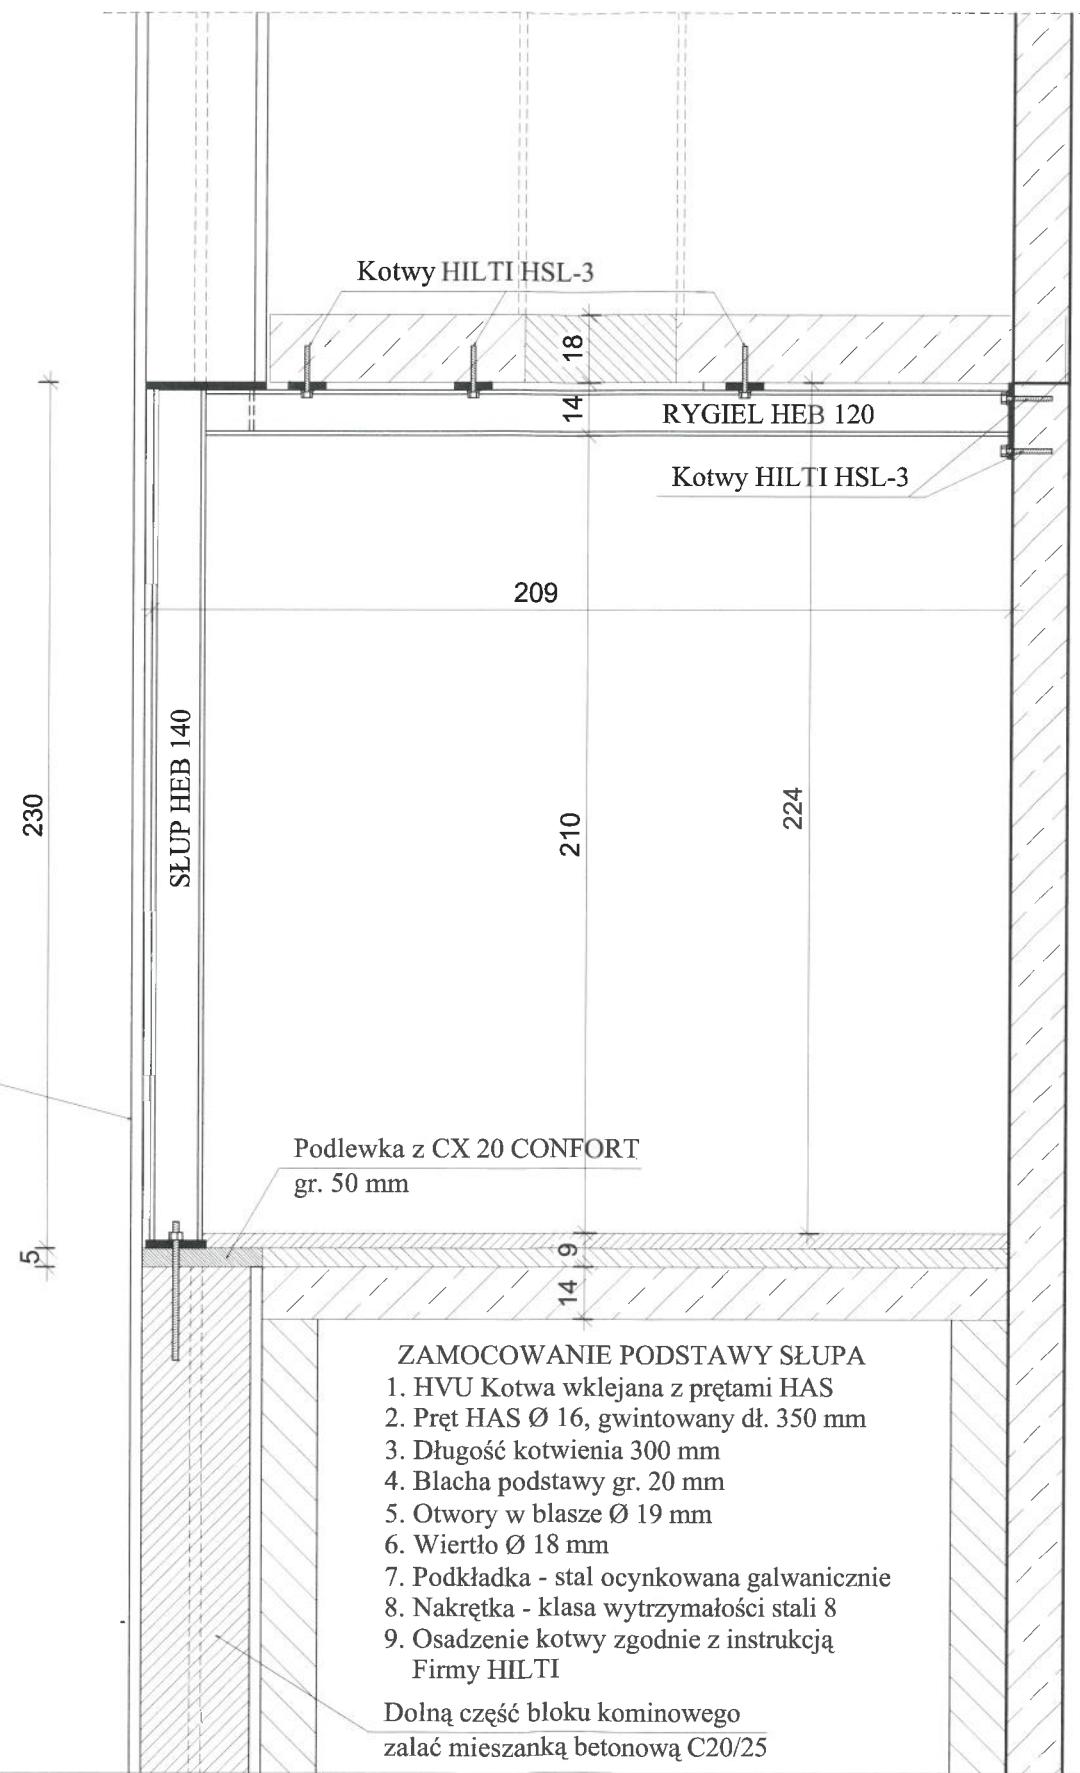 Kotwy HILTI HSL-3
18
14
RYGIEL HEB 120
Kotwy HILTI HSL-3
209
SŁUP HEB 140
230
210
224
Podlewka z CX 20 CONFORT
gr. 50 mm
5
9
14
ZAMOCOWANIE PODSTAWY SŁUPA
1. HVU Kotwa wklejana z prętami HAS
2. Pręt HAS Ø 16, gwintowany dł. 350 mm
3. Długość kotwienia 300 mm
4. Blacha podstawy gr. 20 mm
5. Otwory w blasze Ø 19 mm
6. Wiertło Ø 18 mm
7. Podkładka - stal ocynkowana galwanicznie
8. Nakrętka - klasa wytrzymałości stali 8
9. Osadzenie kotwy zgodnie z instrukcją
Firmy HILTI
Dolną część bloku kominowego
zalać mieszanką betonową C20/25